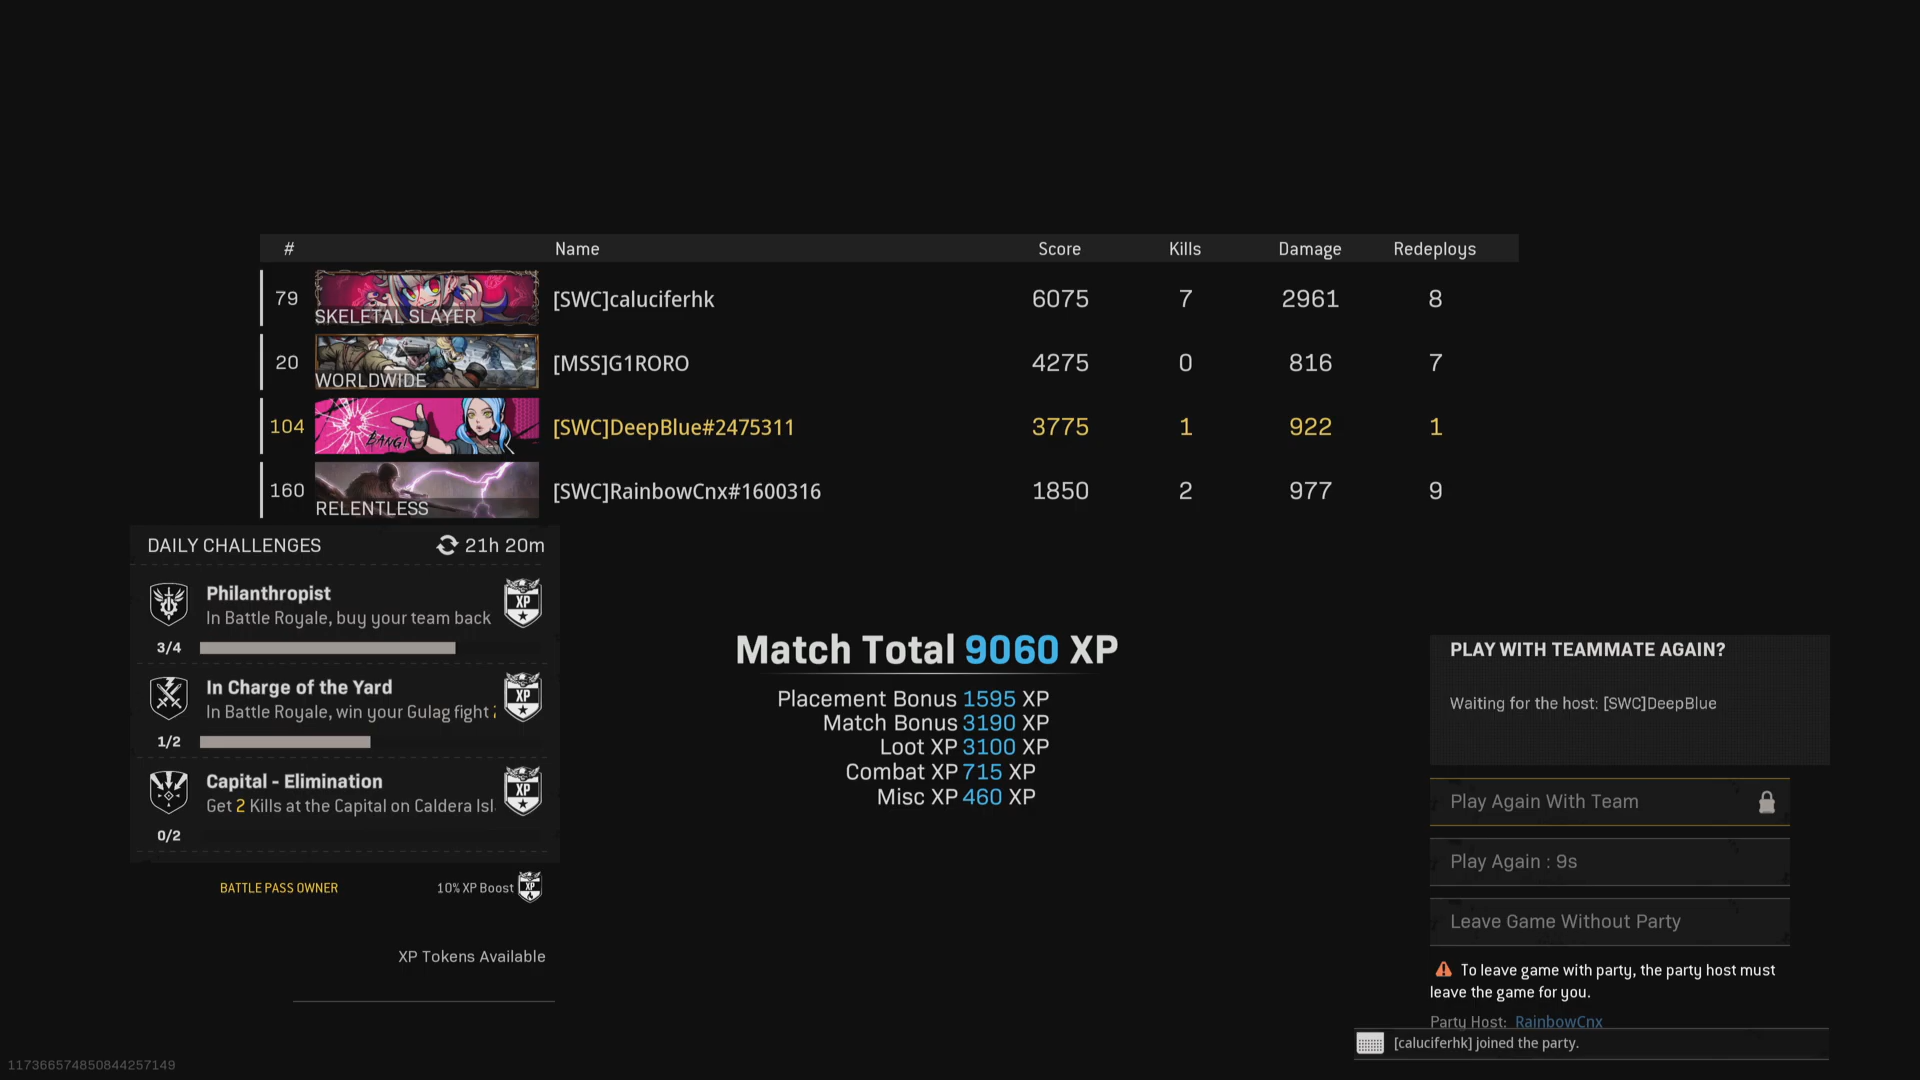 # Name Score Kills Damage Redeploys
79 SKELETAL SLAYER [SWC]caluciferhk 6075 7 2961 8
20 WORLDWIDE [MSS]G1RORO 4275 0 816 7
104 BANG! [SWC]DeepBlue#2475311 3775 1 922 1
160 RELENTLESS [SWC]RainbowCnx#1600316 1850 2 977 9
DAILY CHALLENGES 21h 20m
Philanthropist
XP
In Battle Royale, buy your team back
3/4
In Charge of the Yard
XP
In Battle Royale, win your Gulag fight
1/2
Capital - Elimination
XP
Get 2 Kills at the Capital on Caldera Isl
0/2
BATTLE PASS OWNER 10% XP Boost XP
XP Tokens Available
Match Total 9060 XP
Placement Bonus 1595 XP
Match Bonus 3190 XP
Loot XP 3100 XP
Combat XP 715 XP
Misc XP 460 XP
PLAY WITH TEAMMATE AGAIN?
Waiting for the host: [SWC]DeepBlue
Play Again With Team
Play Again : 9s
Leave Game Without Party
To leave game with party, the party host must
leave the game for you.
Party Host: RainbowCnx
[caluciferhk] joined the party.
117366574850844257149